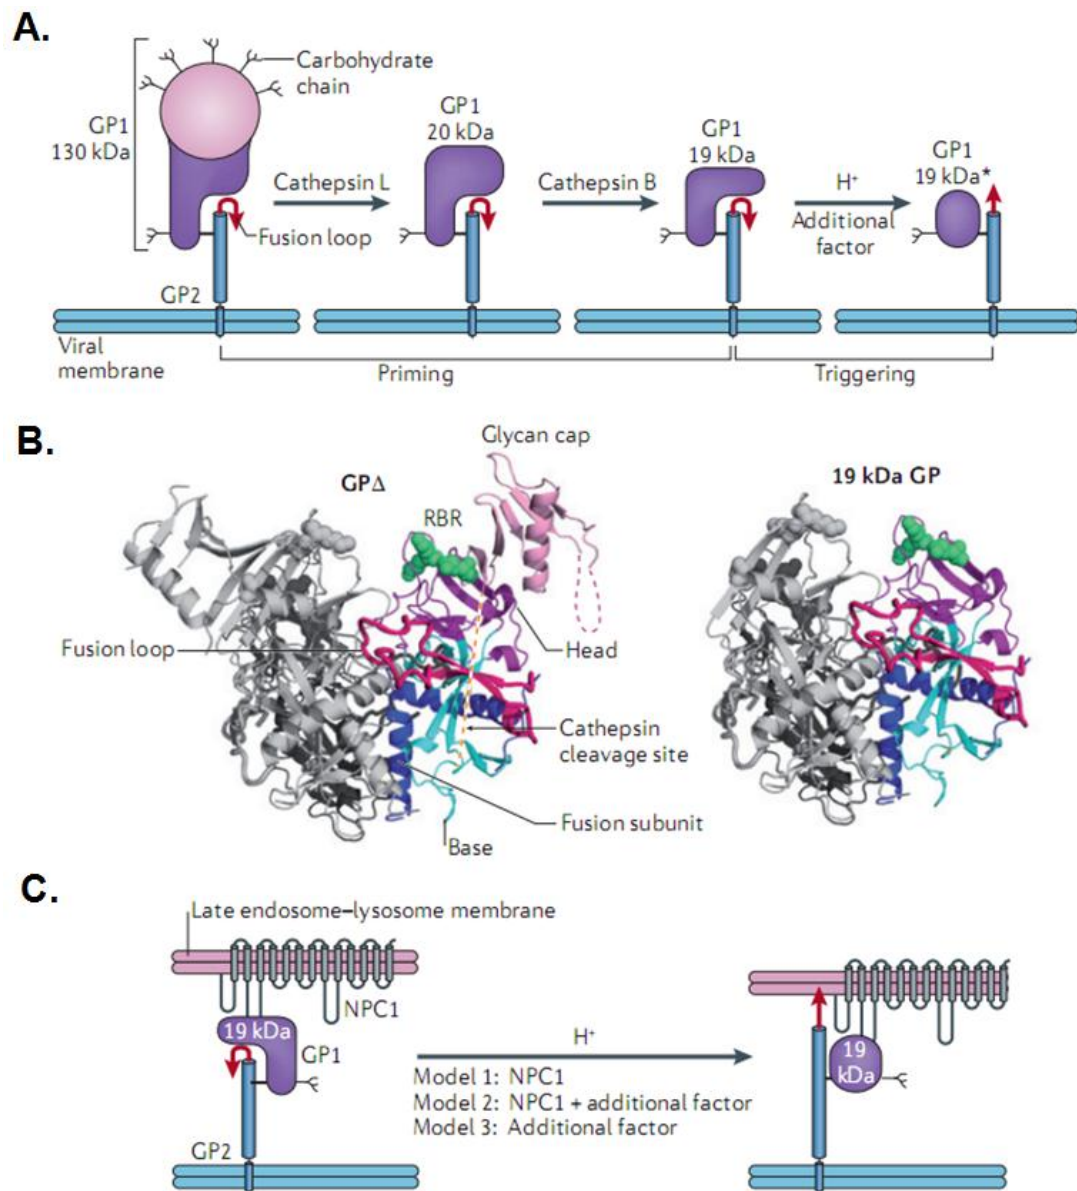 A.
Carbohydrate
chain
GP1
130 kDa
GP1
20 kDa
GP1
19 kDa
GP1
19 kDa*
Cathepsin L
Cathepsin B
H⁺
Additional
factor
Fusion loop
GP2
Viral
membrane
Priming
Triggering
B.
Glycan cap
GPΔ
19 kDa GP
RBR
Fusion loop
Head
Cathepsin
cleavage site
Fusion subunit
Base
C.
Late endosome–lysosome membrane
NPC1
19 kDa
GP1
H⁺
Model 1: NPC1
Model 2: NPC1 + additional factor
Model 3: Additional factor
19
kDa
GP2